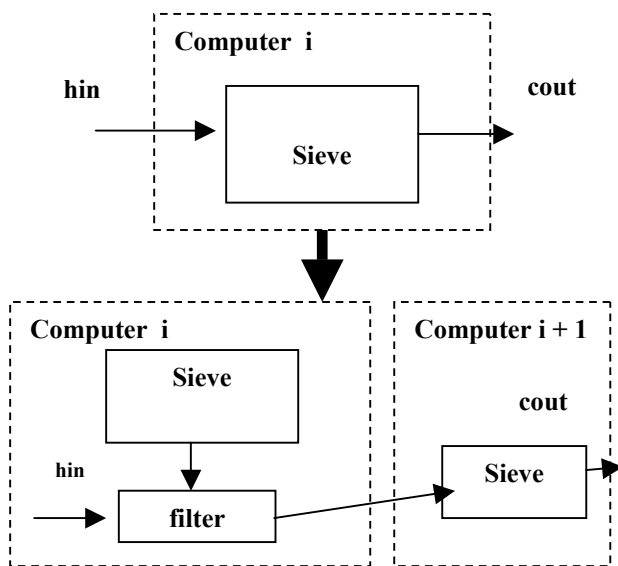 Computer i
hin
cout
Sieve
Computer i
Computer i + 1
Sieve
cout
hin
Sieve
filter